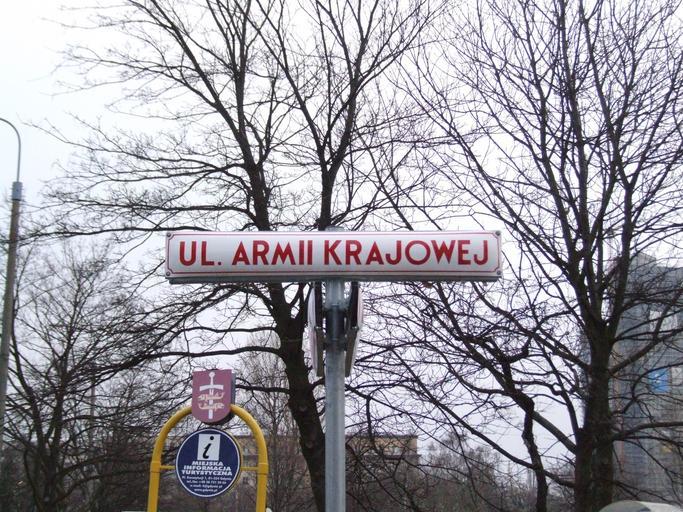 UL. ARMII KRAJOWEJ
i
MIEJSKA
INFORMACJA
TURYSTYCZNA